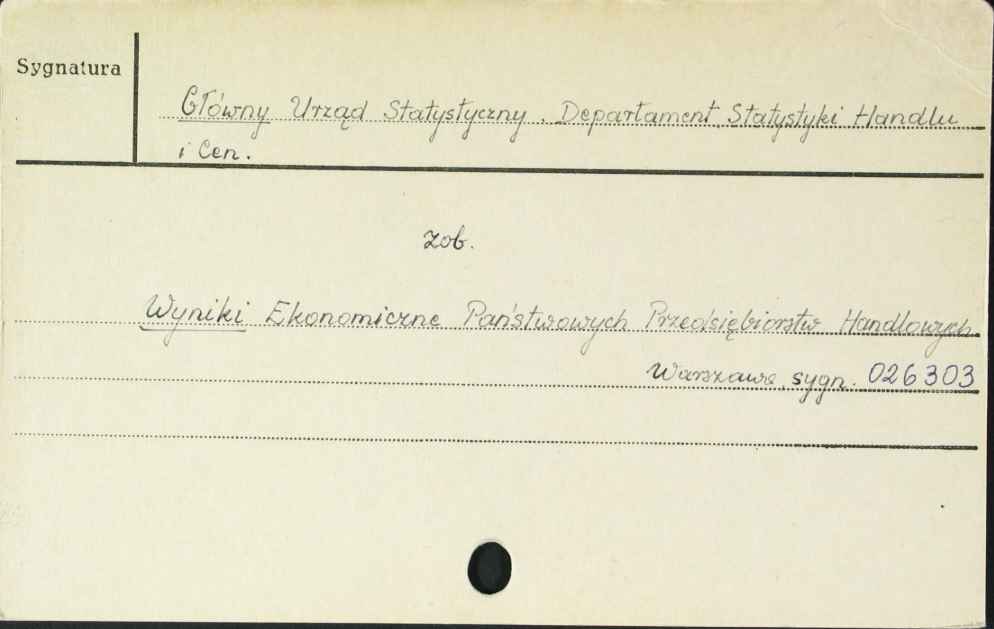 Sygnatura
Główny Urząd Statystyczny. Departament Statystyki Handlu
i Cen.
zob.
Wyniki Ekonomiczne Państwowych Przedsiębiorstw Handlowych.
Warszawa, sygn. 026303